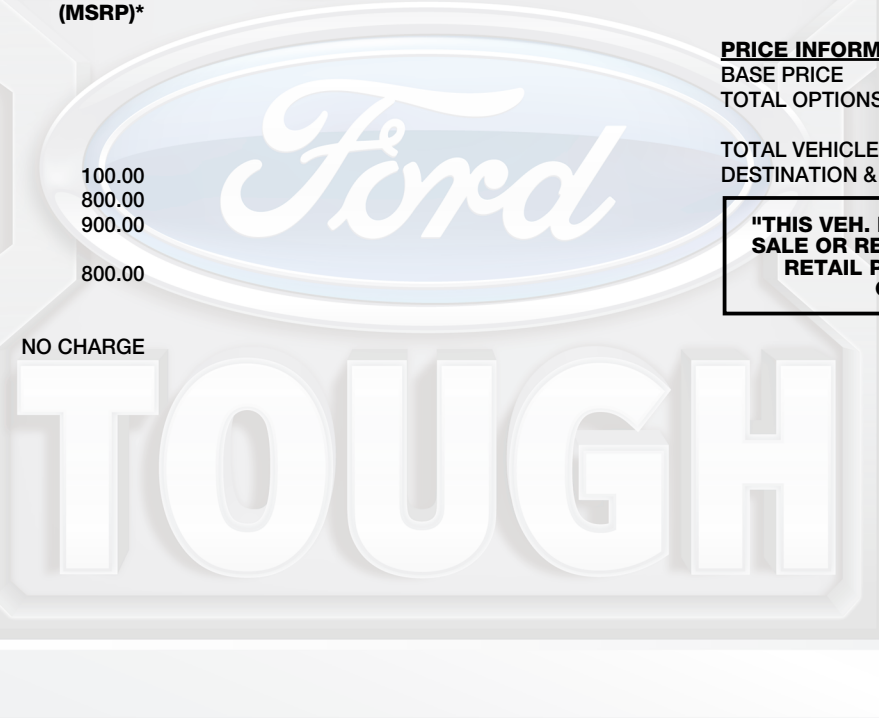 (MSRP)*
100.00
800.00
900.00
800.00
NO CHARGE
PRICE INFORM
BASE PRICE
TOTAL OPTIONS
TOTAL VEHICLE
DESTINATION &
"THIS VEH.
SALE OR RE
RETAIL P
Ford
TOUGH